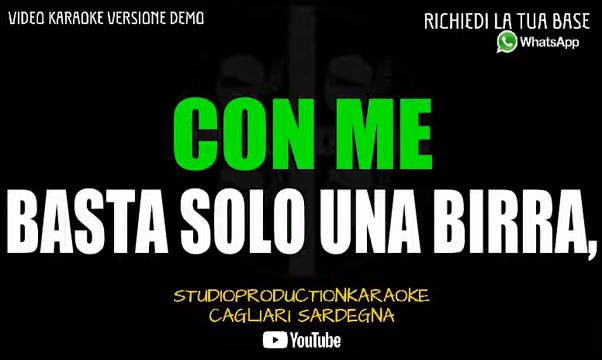 VIDEO KARAOKE VERSIONE DEMO
RICHIEDI LA TUA BASE
WhatsApp
CON ME
BASTA SOLO UNA BIRRA,
STUDIOPRODUCTIONKARAOKE
CAGLIARI SARDEGNA
YouTube